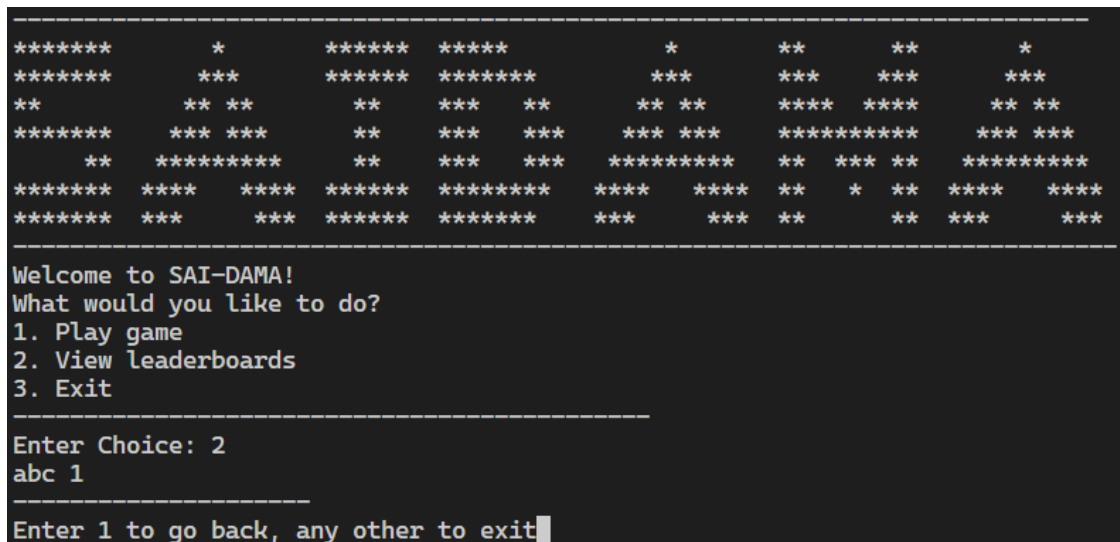 SAIDAMA
Welcome to SAI-DAMA!
What would you like to do?
1. Play game
2. View leaderboards
3. Exit
Enter Choice: 2
abc 1
Enter 1 to go back, any other to exit